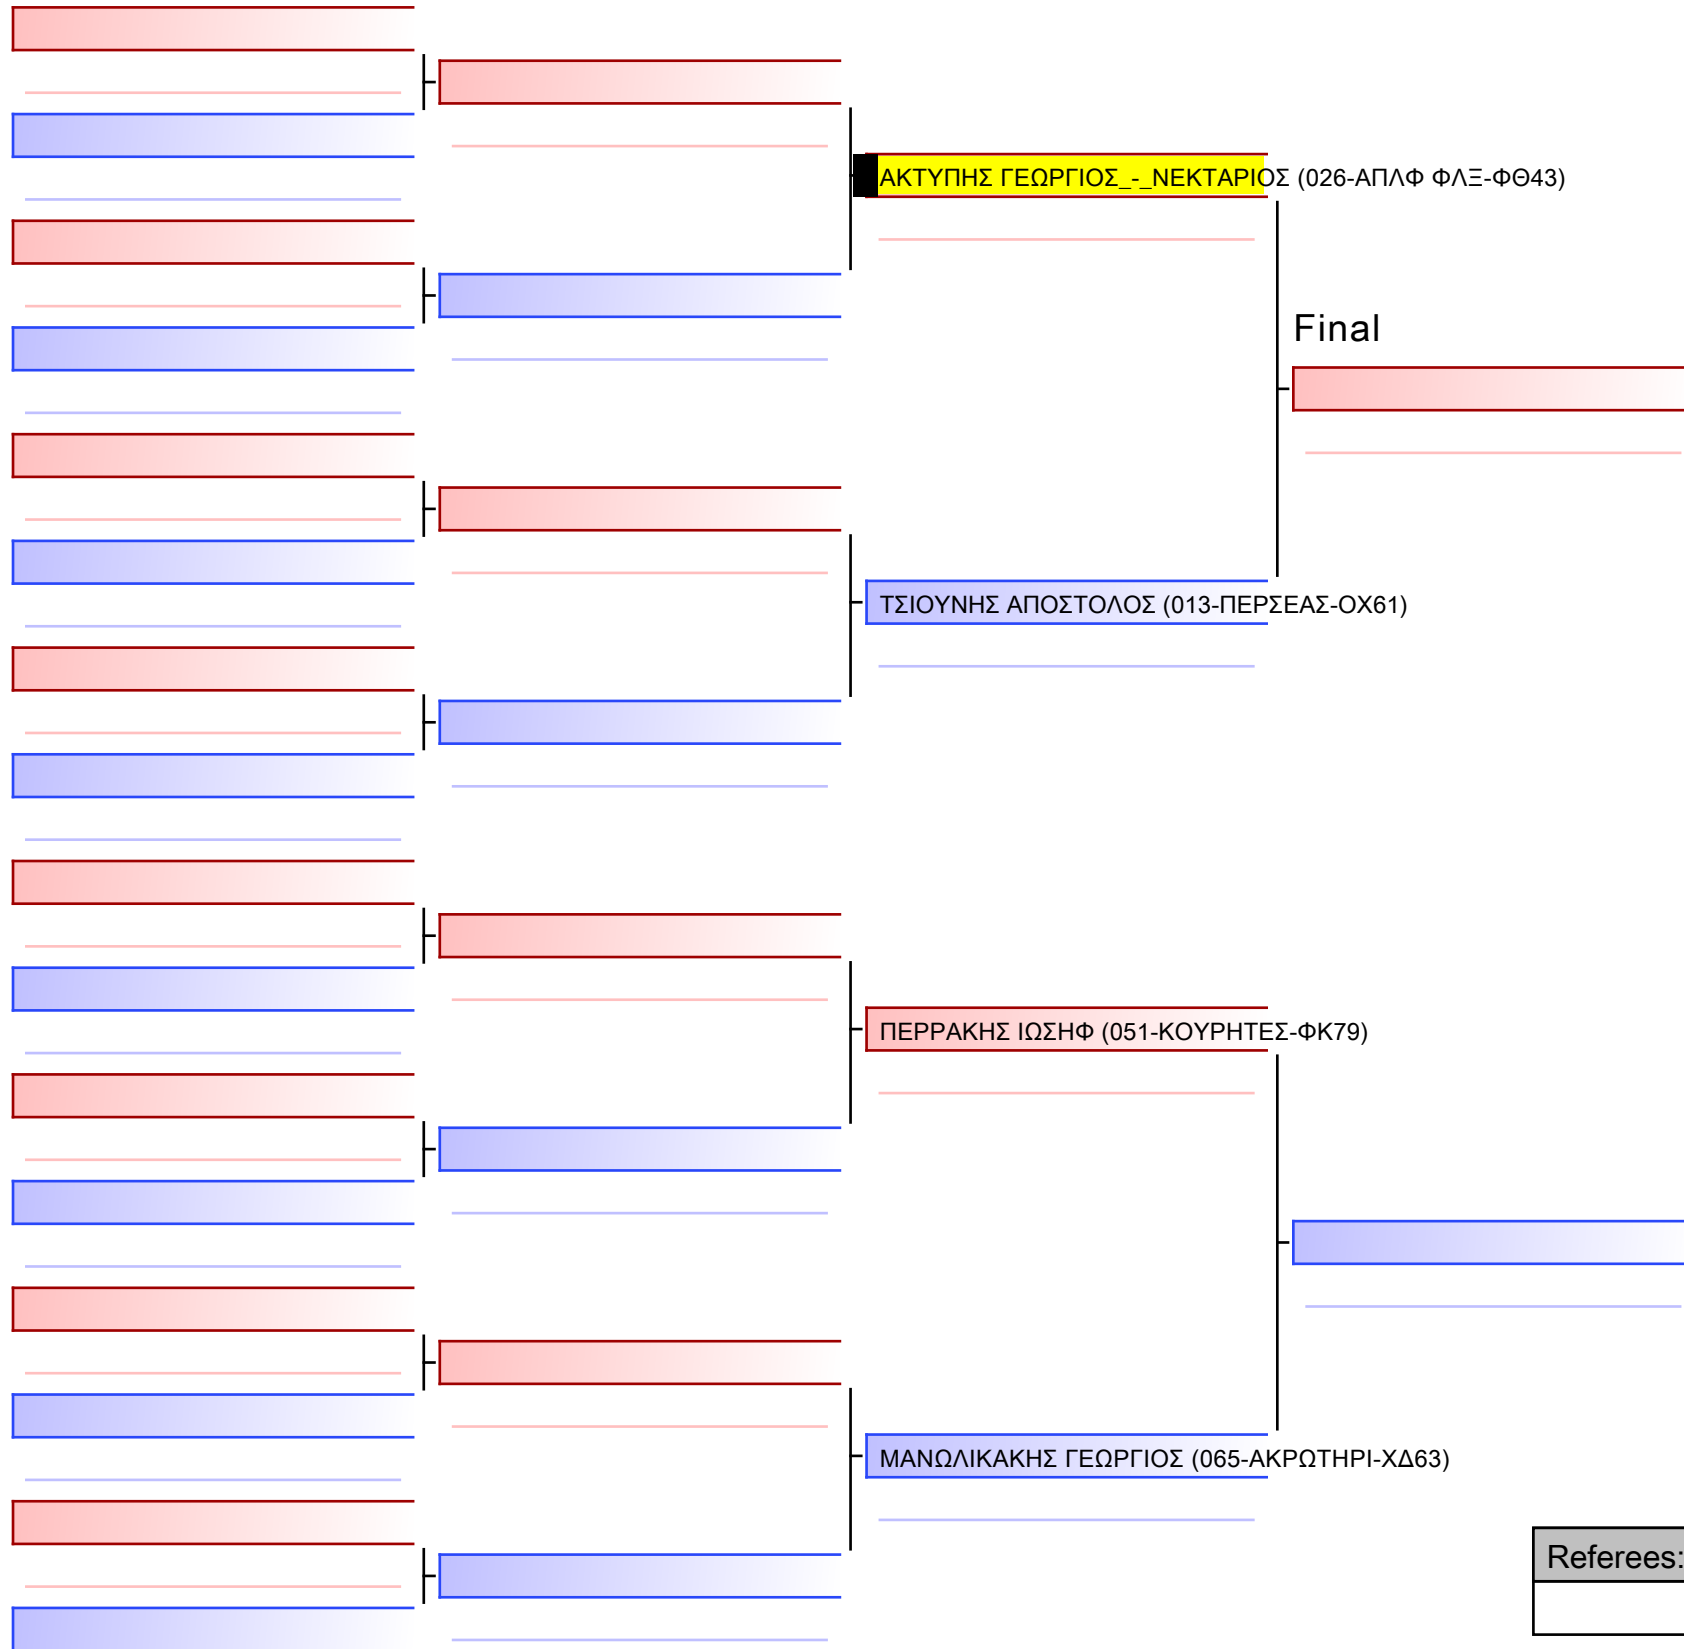 ΑΚΤΥΠΗΣ ΓΕΩΡΓΙΟΣ_-_ΝΕΚΤΑΡΙΟΣ (026-ΑΠΛΦ ΦΛΞ-ΦΘ43)
Final
ΤΣΙΟΥΝΗΣ ΑΠΟΣΤΟΛΟΣ (013-ΠΕΡΣΕΑΣ-ΟΧ61)
ΠΕΡΡΑΚΗΣ ΙΩΣΗΦ (051-ΚΟΥΡΗΤΕΣ-ΦΚ79)
ΜΑΝΩΛΙΚΑΚΗΣ ΓΕΩΡΓΙΟΣ (065-ΑΚΡΩΤΗΡΙ-ΧΔ63)
Referees: